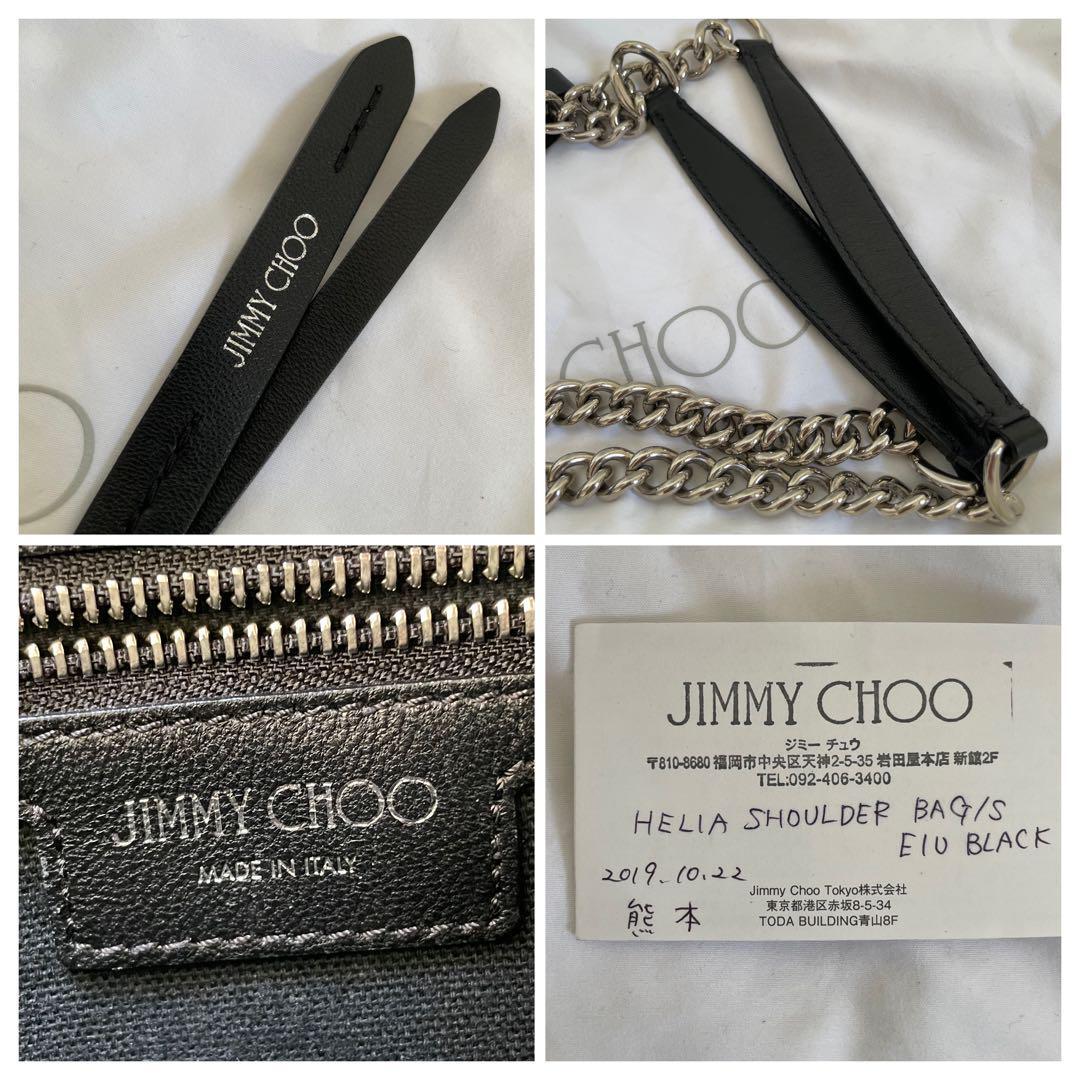 JIMMY CHOO
CHOO
JIMMY CHOO
MADE IN ITALY
JIMMY CHOO
ジミー チュウ
〒810-8680 福岡市中央区天神2-5-35 岩田屋本店 新館2F
TEL:092-406-3400
HELIA SHOULDER BAG/S
EIU BLACK
2019.10.22
Jimmy Choo Tokyo株式会社
東京都港区赤坂8-5-34
熊本
TODA BUILDING青山8F